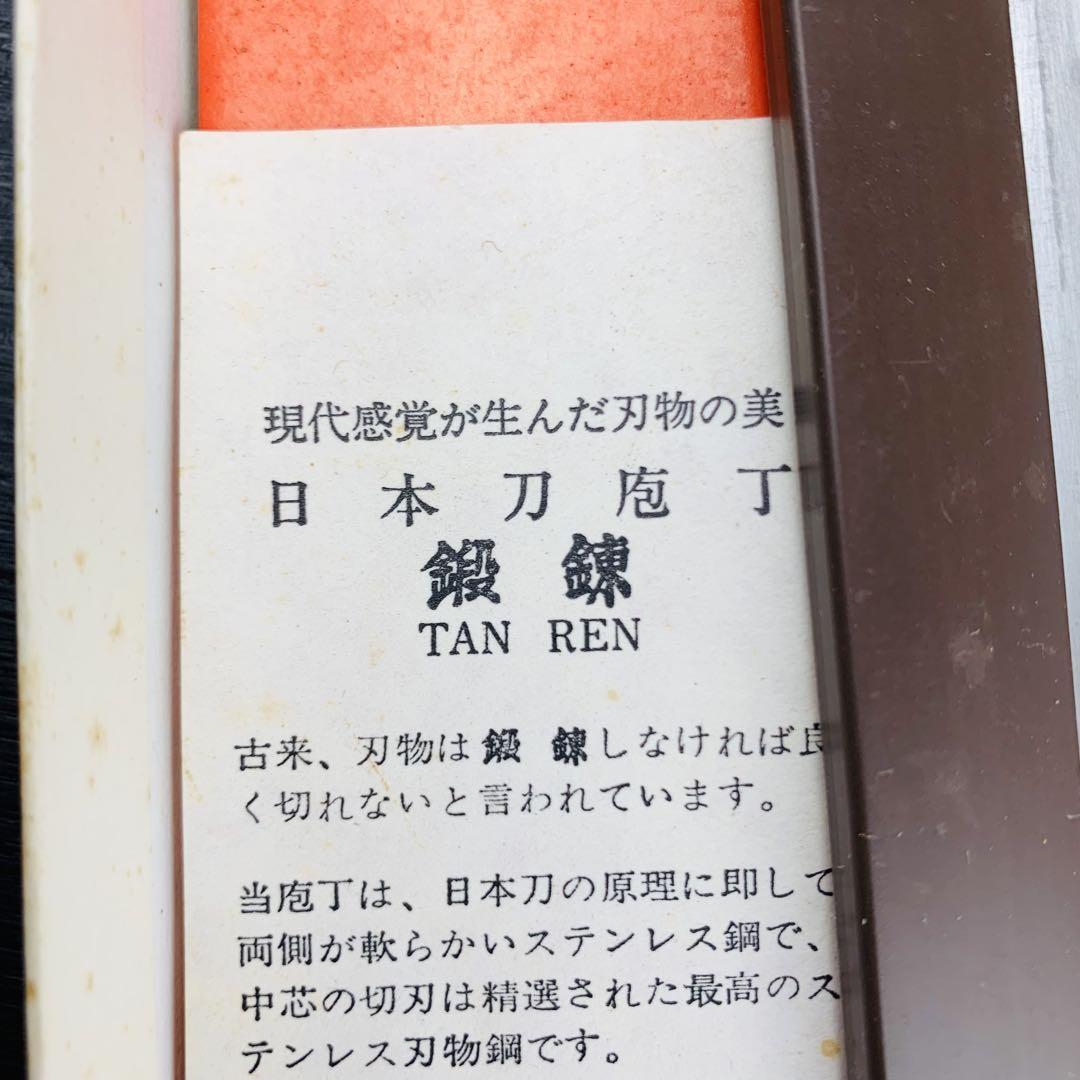 現代感覚が生んだ刃物の美
日本刀庖丁
鍛錬
TAN REN
古来、刃物は鍛錬しなければ良
く切れないと言われています。
当庖丁は、日本刀の原理に即して
両側が軟らかいステンレス鋼で、
中芯の切刃は精選された最高のス
テンレス刃物鋼です。